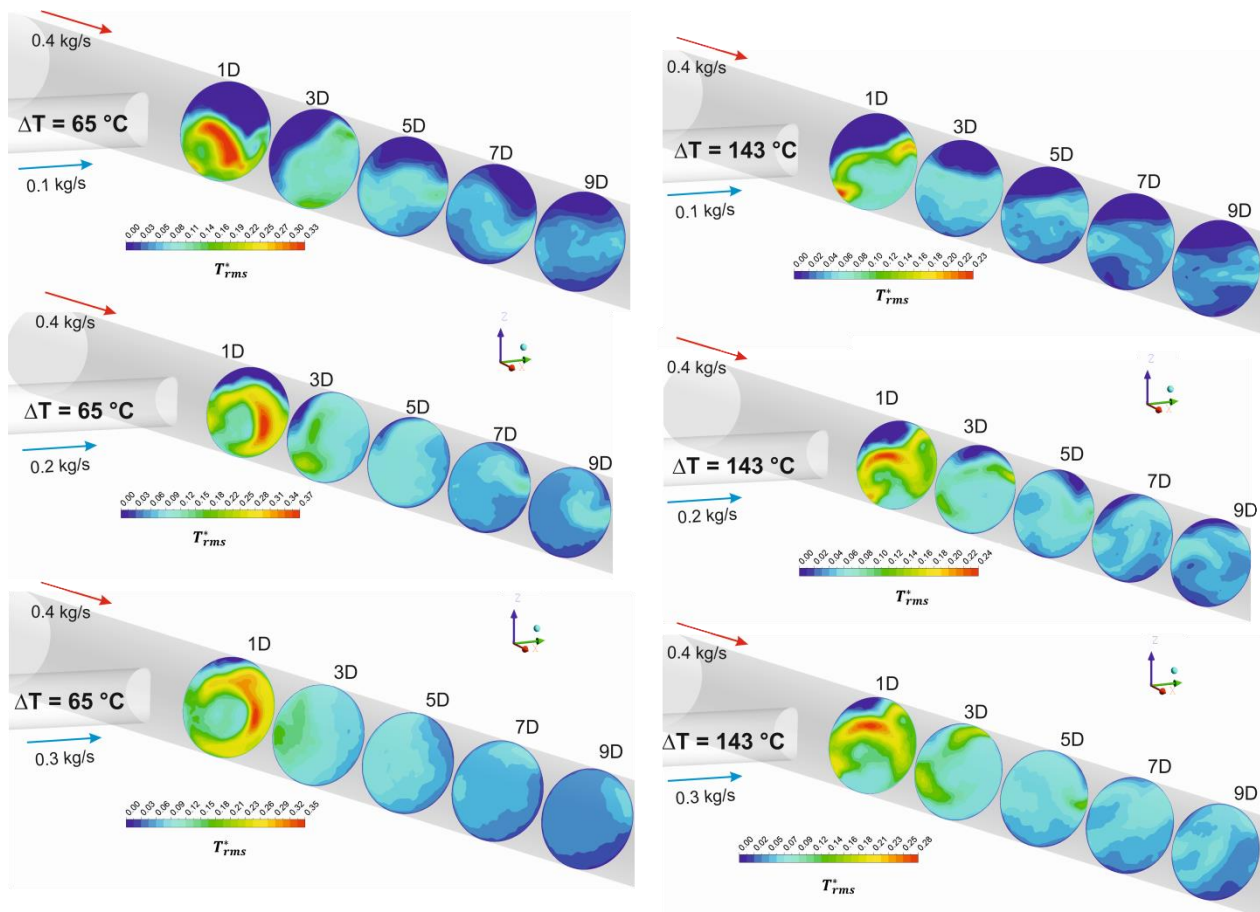 0.4 kg/s
1D
3D
5D
7D
9D
ΔT = 65 °C
0.1 kg/s
0.00 0.03 0.05 0.08 0.11 0.14 0.16 0.19 0.22 0.25 0.27 0.30 0.33
T*rms
0.4 kg/s
1D
3D
5D
7D
9D
ΔT = 143 °C
0.1 kg/s
0.00 0.02 0.04 0.06 0.08 0.10 0.12 0.14 0.16 0.18 0.20 0.22 0.23
T*rms
0.4 kg/s
Z
X
1D
3D
5D
7D
9D
ΔT = 65 °C
0.2 kg/s
0.00 0.03 0.06 0.09 0.12 0.15 0.18 0.22 0.25 0.28 0.31 0.34 0.37
T*rms
0.4 kg/s
Z
X
1D
3D
5D
7D
9D
ΔT = 143 °C
0.2 kg/s
0.00 0.02 0.04 0.06 0.08 0.10 0.12 0.14 0.16 0.18 0.20 0.22 0.24
T*rms
0.4 kg/s
Z
X
1D
3D
5D
7D
9D
ΔT = 65 °C
0.3 kg/s
0.00 0.03 0.06 0.09 0.12 0.15 0.18 0.21 0.23 0.26 0.29 0.32 0.35
T*rms
0.4 kg/s
Z
X
1D
3D
5D
7D
9D
ΔT = 143 °C
0.3 kg/s
0.00 0.02 0.05 0.07 0.09 0.12 0.14 0.16 0.18 0.21 0.23 0.25 0.28
T*rms